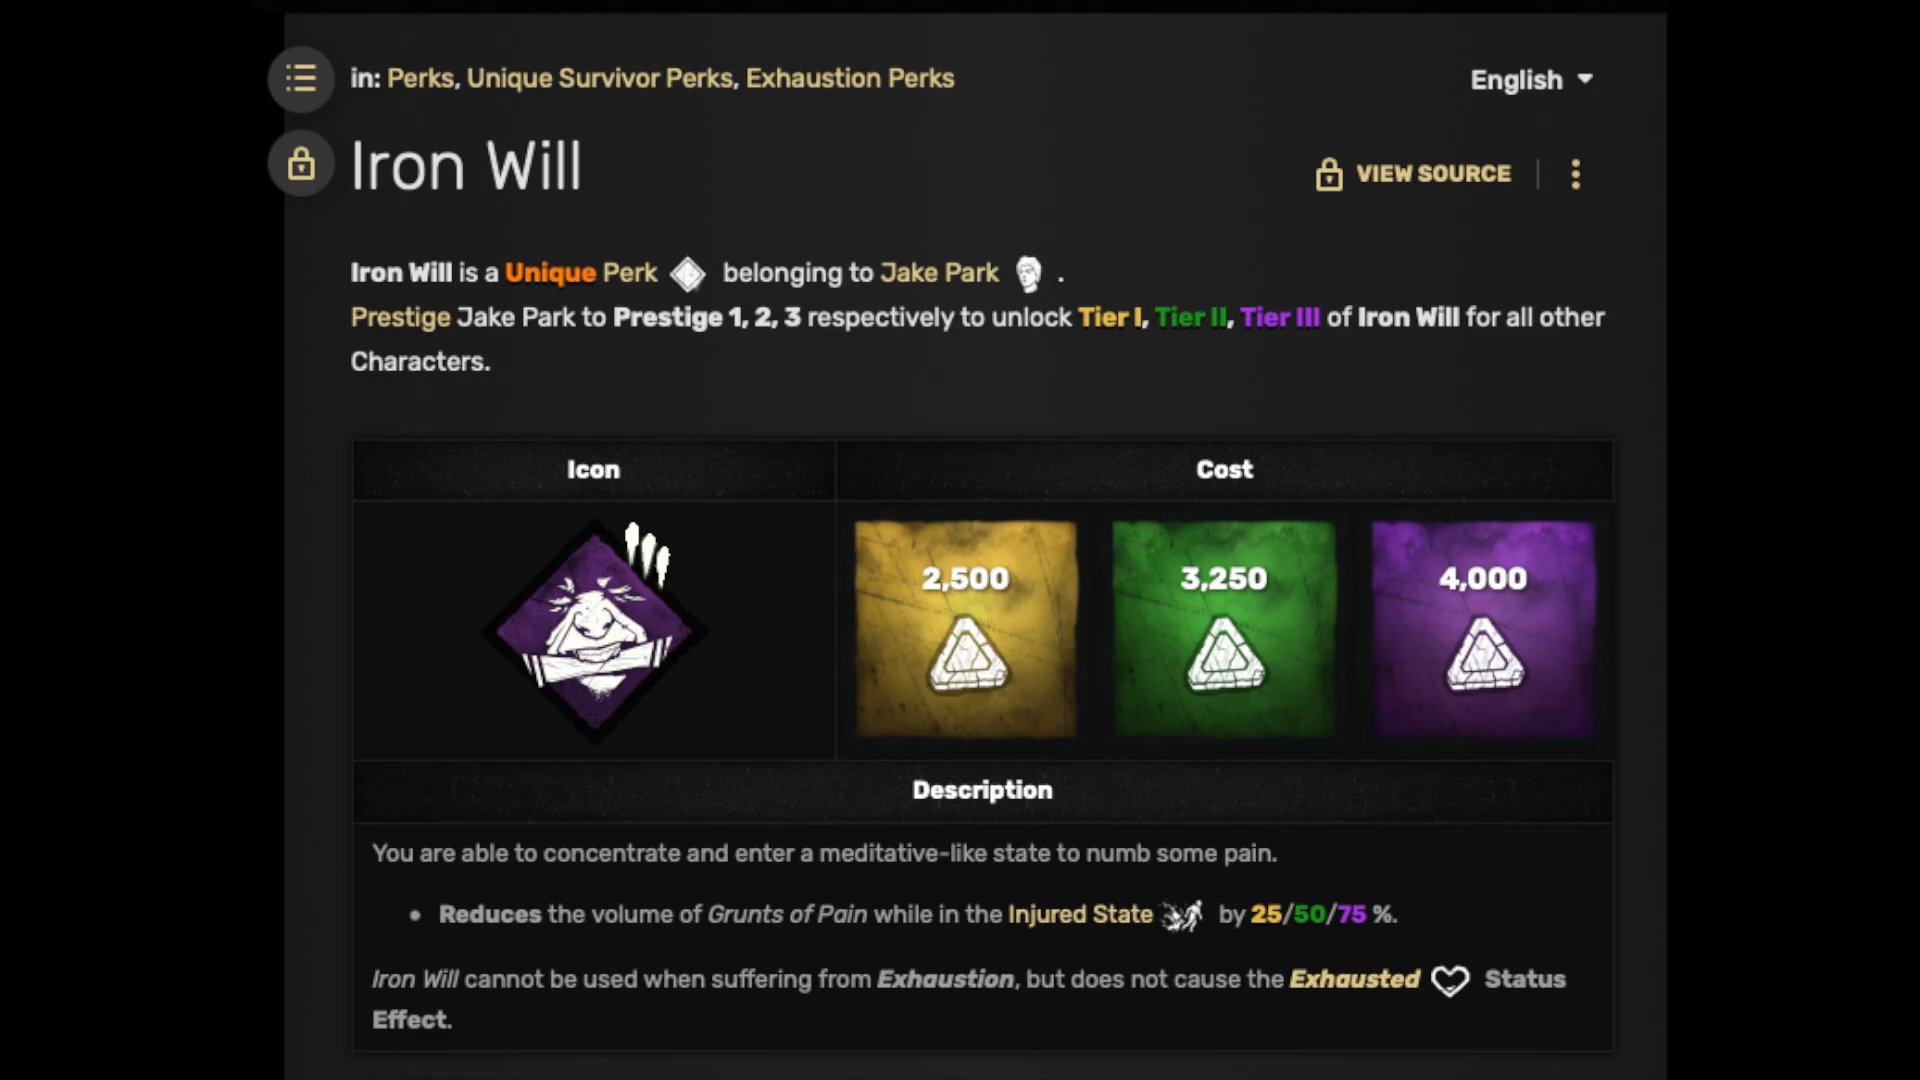 in: Perks, Unique Survivor Perks, Exhaustion Perks
English
Iron Will
VIEW SOURCE
Iron Will is a Unique Perk belonging to Jake Park .
Prestige Jake Park to Prestige 1, 2, 3 respectively to unlock Tier I, Tier II, Tier III of Iron Will for all other
Characters.
Icon
Cost
2,500
3,250
4,000
Description
You are able to concentrate and enter a meditative-like state to numb some pain.
• Reduces the volume of Grunts of Pain while in the Injured State by 25/50/75 %.
Iron Will cannot be used when suffering from Exhaustion, but does not cause the Exhausted Status
Effect.